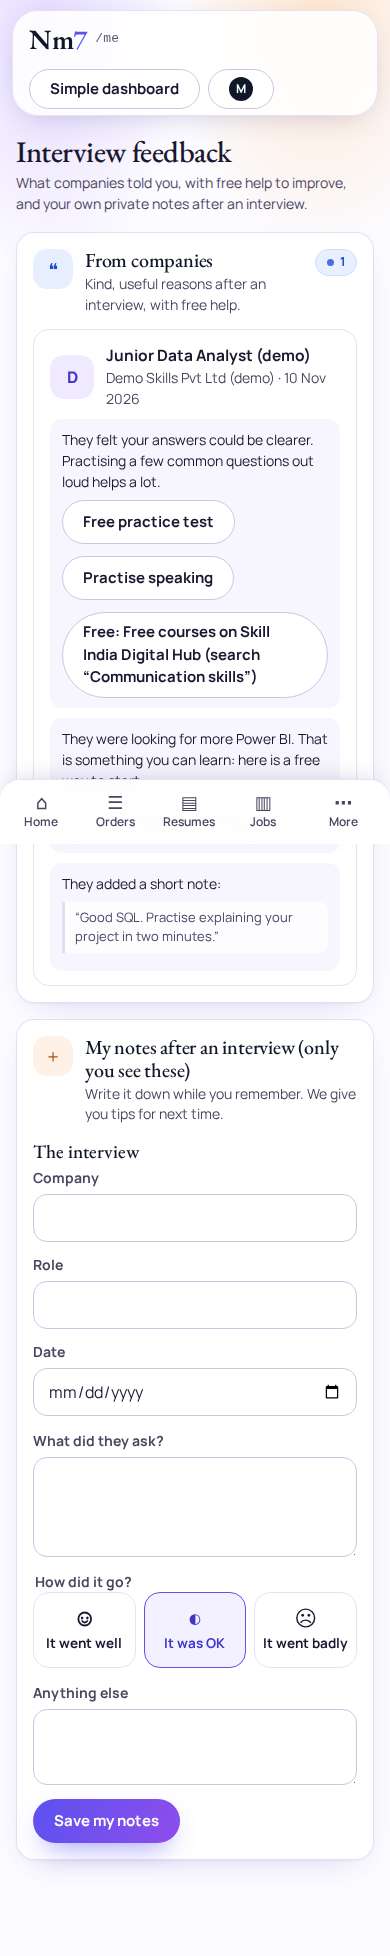 Nm7 /me
Simple dashboard
M
Interview feedback
What companies told you, with free help to improve,
and your own private notes after an interview.
❝
From companies
1
Kind, useful reasons after an
interview, with free help.
D
Junior Data Analyst (demo)
Demo Skills Pvt Ltd (demo) · 10 Nov
2026
They felt your answers could be clearer.
Practising a few common questions out
loud helps a lot.
Free practice test
Practise speaking
Free: Free courses on Skill
India Digital Hub (search
“Communication skills”)
They were looking for more Power BI. That
is something you can learn: here is a free
way to start.
Home
Orders
Resumes
Jobs
More
They added a short note:
“Good SQL. Practise explaining your
project in two minutes.”
+
My notes after an interview (only
you see these)
Write it down while you remember. We give
you tips for next time.
The interview
Company
Role
Date
mm/dd/yyyy
What did they ask?
How did it go?
It went well
It was OK
It went badly
Anything else
Save my notes